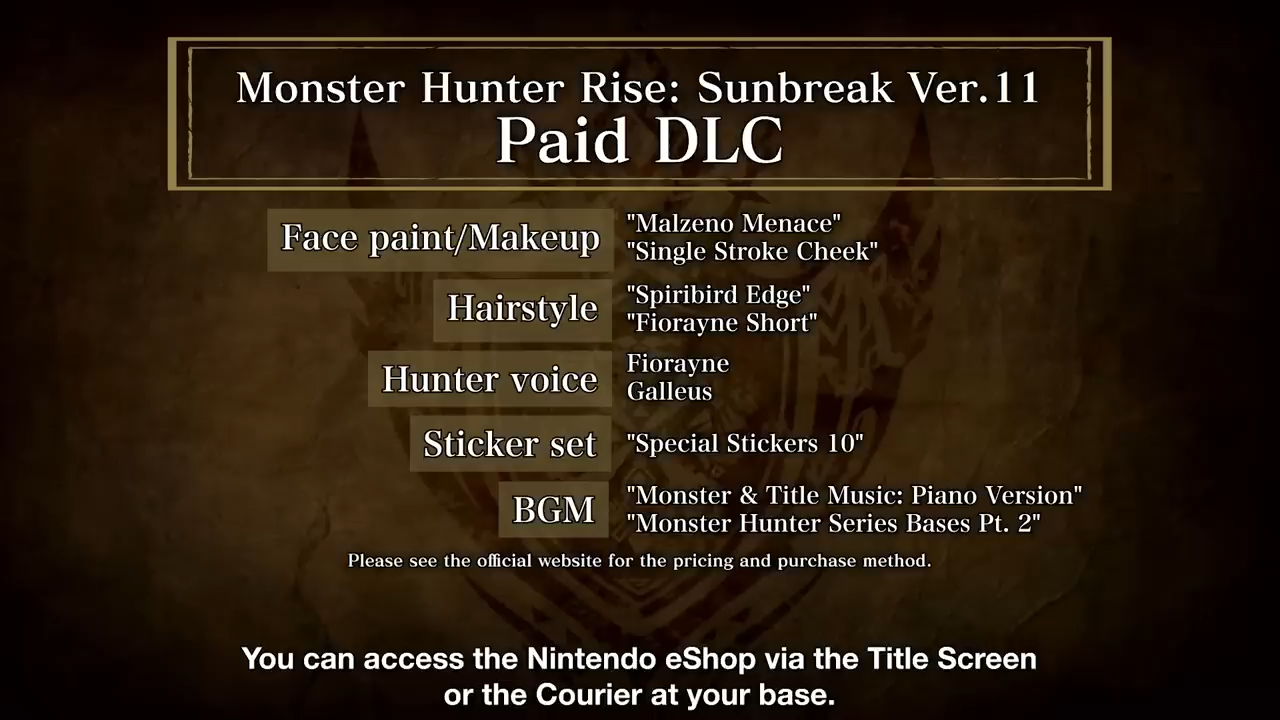 Monster Hunter Rise: Sunbreak Ver.11
Paid DLC
Face paint/Makeup
"Malzeno Menace"
"Single Stroke Cheek"
Hairstyle
"Spiribird Edge"
"Fiorayne Short"
Hunter voice
Fiorayne
Galleus
Sticker set
"Special Stickers 10"
BGM
"Monster & Title Music: Piano Version"
"Monster Hunter Series Bases Pt. 2"
Please see the official website for the pricing and purchase method.
You can access the Nintendo eShop via the Title Screen
or the Courier at your base.